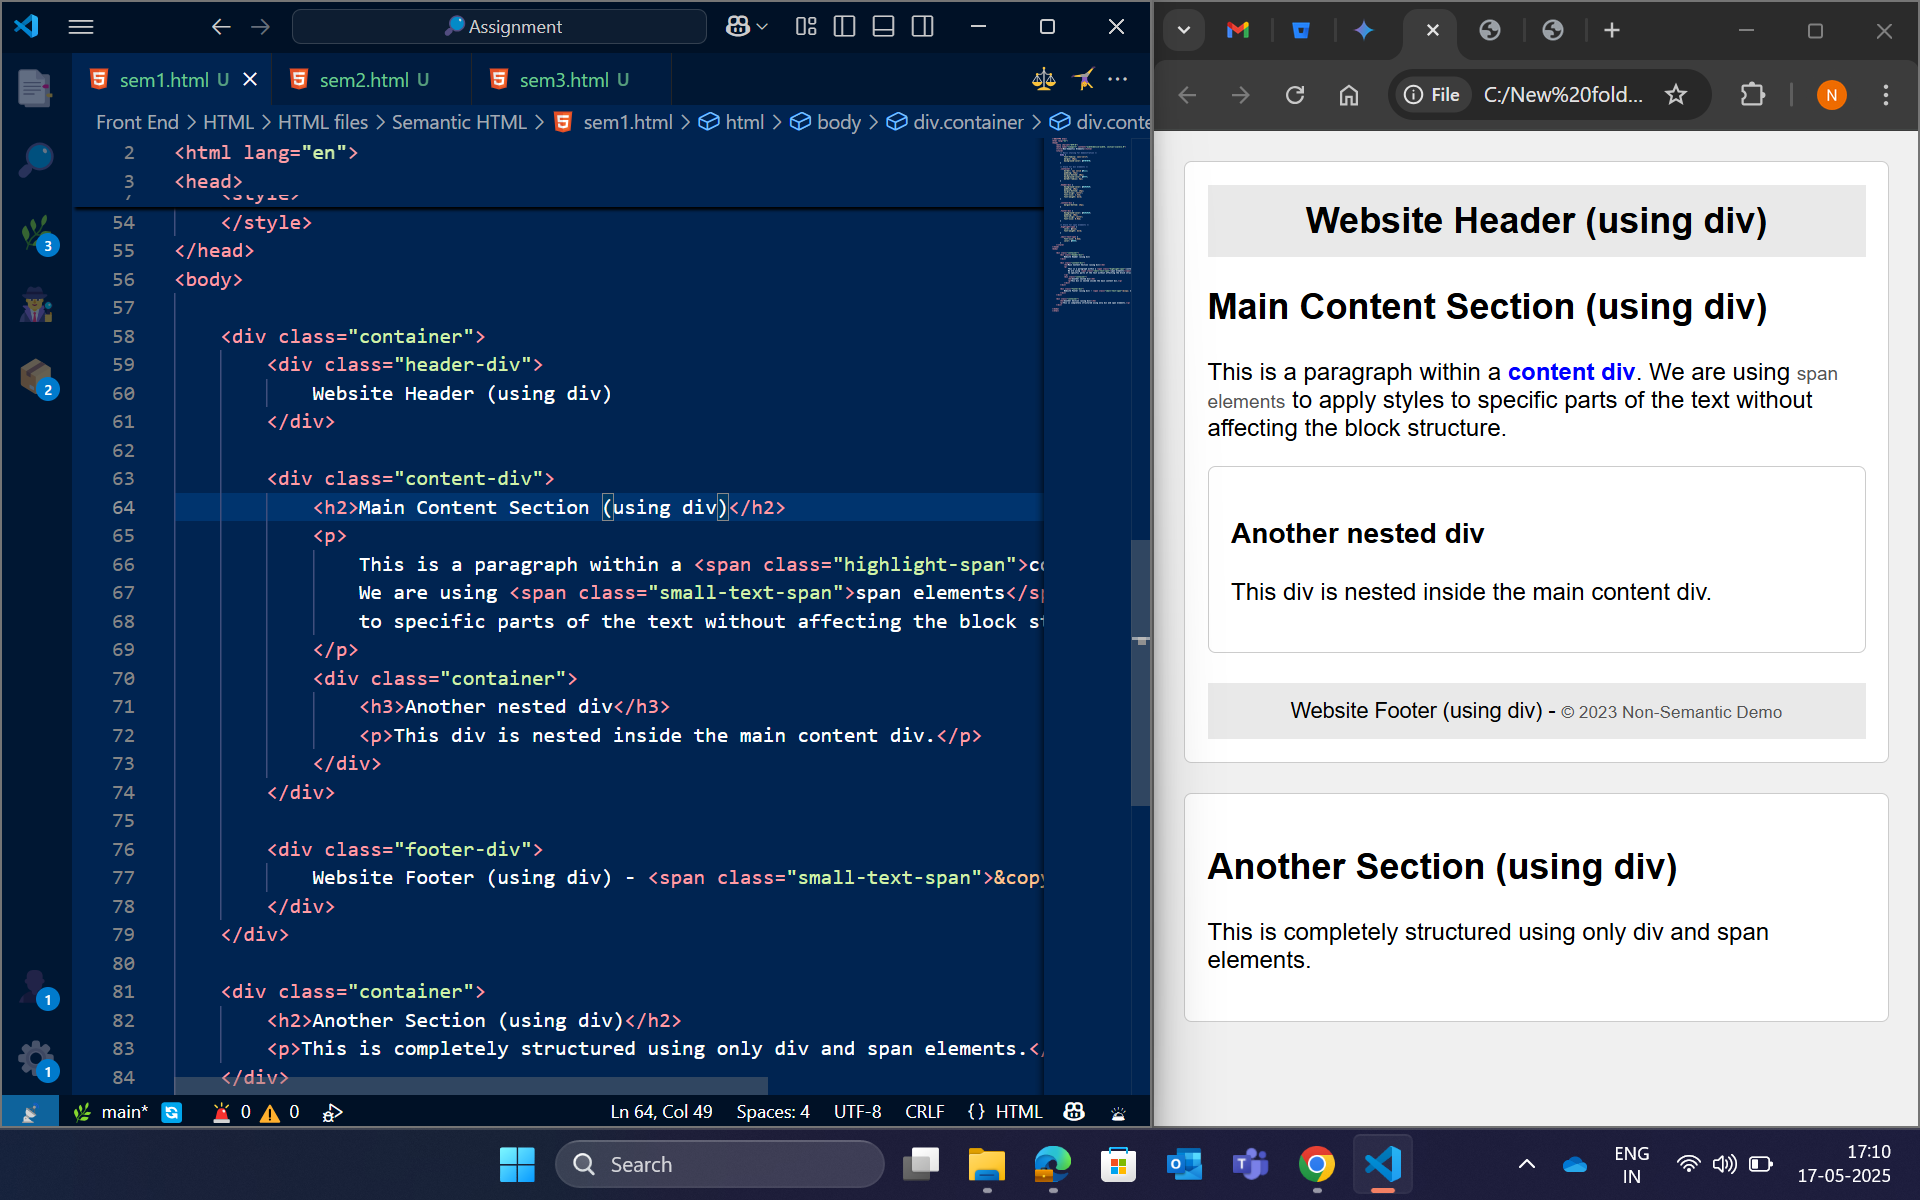 Assignment
sem1.html U
sem2.html U
sem3.html U
Front End > HTML > HTML files > Semantic HTML > sem1.html > html > body > div.container > div.conte
2 <html lang="en">
3 <head>
7 <style>
54 </style>
55 </head>
56 <body>
57
58 <div class="container">
59 <div class="header-div">
60 Website Header (using div)
61 </div>
62
63 <div class="content-div">
64 <h2>Main Content Section (using div)</h2>
65 <p>
66 This is a paragraph within a <span class="highlight-span">co
67 We are using <span class="small-text-span">span elements</sp
68 to specific parts of the text without affecting the block st
69 </p>
70 <div class="container">
71 <h3>Another nested div</h3>
72 <p>This div is nested inside the main content div.</p>
73 </div>
74 </div>
75
76 <div class="footer-div">
77 Website Footer (using div) - <span class="small-text-span">&copy
78 </div>
79 </div>
80
81 <div class="container">
82 <h2>Another Section (using div)</h2>
83 <p>This is completely structured using only div and span elements.</
84 </div>
3
2
1
1
main*
0
0
Ln 64, Col 49
Spaces: 4
UTF-8
CRLF
{} HTML
File
C:/New%20fold...
N
Website Header (using div)
Main Content Section (using div)
This is a paragraph within a content div. We are using span
elements to apply styles to specific parts of the text without
affecting the block structure.
Another nested div
This div is nested inside the main content div.
Website Footer (using div) - © 2023 Non-Semantic Demo
Another Section (using div)
This is completely structured using only div and span
elements.
Search
ENG
IN
17:10
17-05-2025